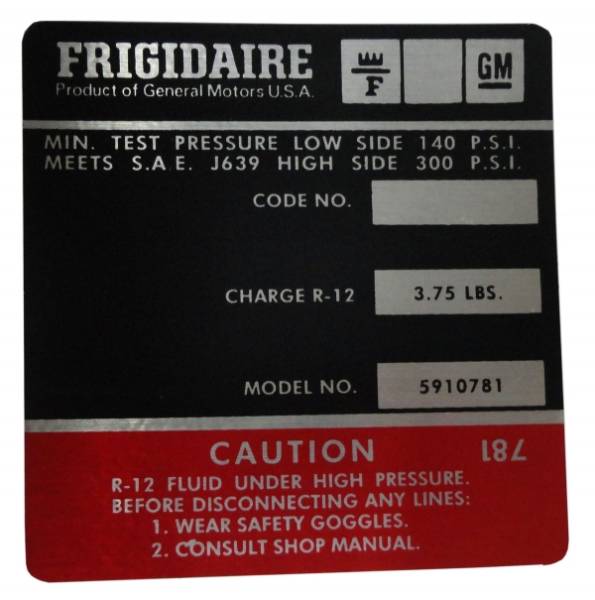 FRIGIDAIRE
Product of General Motors U.S.A.
F
GM
MIN. TEST PRESSURE LOW SIDE 140 P.S.I.
MEETS S.A.E. J639 HIGH SIDE 300 P.S.I.
CODE NO.
CHARGE R-12 3.75 LBS.
MODEL NO. 5910781
CAUTION 781
R-12 FLUID UNDER HIGH PRESSURE.
BEFORE DISCONNECTING ANY LINES:
1. WEAR SAFETY GOGGLES.
2. CONSULT SHOP MANUAL.